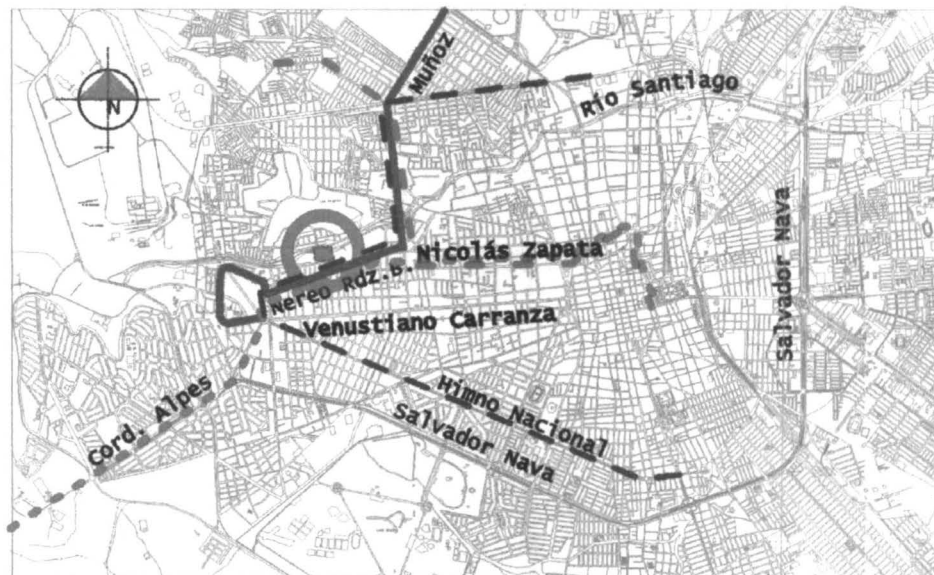 Muñoz
Río Santiago
N
Salvador Nava
Nicolás Zapata
Nereo Rdz.B.
Venustiano Carranza
Himno Nacional
Cord. Alpes
Salvador Nava